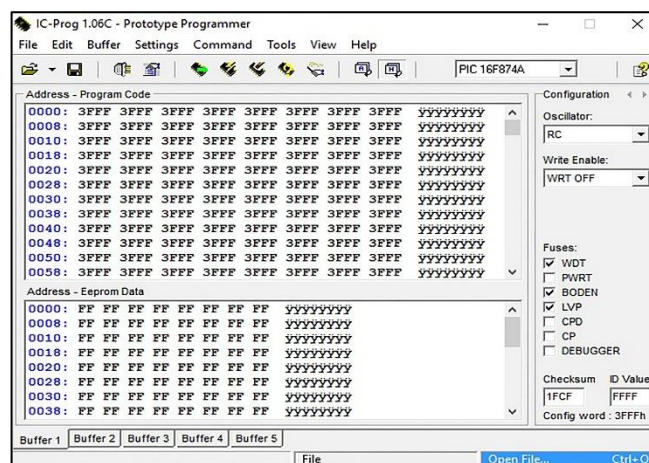 IC-Prog 1.06C - Prototype Programmer
File Edit Buffer Settings Command Tools View Help
PIC 16F874A
Address - Program Code
0000: 3FFF 3FFF 3FFF 3FFF 3FFF 3FFF 3FFF 3FFF ÿÿÿÿÿÿÿÿ
0008: 3FFF 3FFF 3FFF 3FFF 3FFF 3FFF 3FFF 3FFF ÿÿÿÿÿÿÿÿ
0010: 3FFF 3FFF 3FFF 3FFF 3FFF 3FFF 3FFF 3FFF ÿÿÿÿÿÿÿÿ
0018: 3FFF 3FFF 3FFF 3FFF 3FFF 3FFF 3FFF 3FFF ÿÿÿÿÿÿÿÿ
0020: 3FFF 3FFF 3FFF 3FFF 3FFF 3FFF 3FFF 3FFF ÿÿÿÿÿÿÿÿ
0028: 3FFF 3FFF 3FFF 3FFF 3FFF 3FFF 3FFF 3FFF ÿÿÿÿÿÿÿÿ
0030: 3FFF 3FFF 3FFF 3FFF 3FFF 3FFF 3FFF 3FFF ÿÿÿÿÿÿÿÿ
0038: 3FFF 3FFF 3FFF 3FFF 3FFF 3FFF 3FFF 3FFF ÿÿÿÿÿÿÿÿ
0040: 3FFF 3FFF 3FFF 3FFF 3FFF 3FFF 3FFF 3FFF ÿÿÿÿÿÿÿÿ
0048: 3FFF 3FFF 3FFF 3FFF 3FFF 3FFF 3FFF 3FFF ÿÿÿÿÿÿÿÿ
0050: 3FFF 3FFF 3FFF 3FFF 3FFF 3FFF 3FFF 3FFF ÿÿÿÿÿÿÿÿ
0058: 3FFF 3FFF 3FFF 3FFF 3FFF 3FFF 3FFF 3FFF ÿÿÿÿÿÿÿÿ
Address - Eeprom Data
0000: FF FF FF FF FF FF FF FF ÿÿÿÿÿÿÿÿ
0008: FF FF FF FF FF FF FF FF ÿÿÿÿÿÿÿÿ
0010: FF FF FF FF FF FF FF FF ÿÿÿÿÿÿÿÿ
0018: FF FF FF FF FF FF FF FF ÿÿÿÿÿÿÿÿ
0020: FF FF FF FF FF FF FF FF ÿÿÿÿÿÿÿÿ
0028: FF FF FF FF FF FF FF FF ÿÿÿÿÿÿÿÿ
0030: FF FF FF FF FF FF FF FF ÿÿÿÿÿÿÿÿ
0038: FF FF FF FF FF FF FF FF ÿÿÿÿÿÿÿÿ
Buffer 1 Buffer 2 Buffer 3 Buffer 4 Buffer 5
Configuration
Oscillator:
RC
Write Enable:
WRT OFF
Fuses:
WDT
PWRT
BODEN
LVP
CPD
CP
DEBUGGER
Checksum ID Value
1FCF FFFF
Config word : 3FFFh
File Open File... Ctrl+O